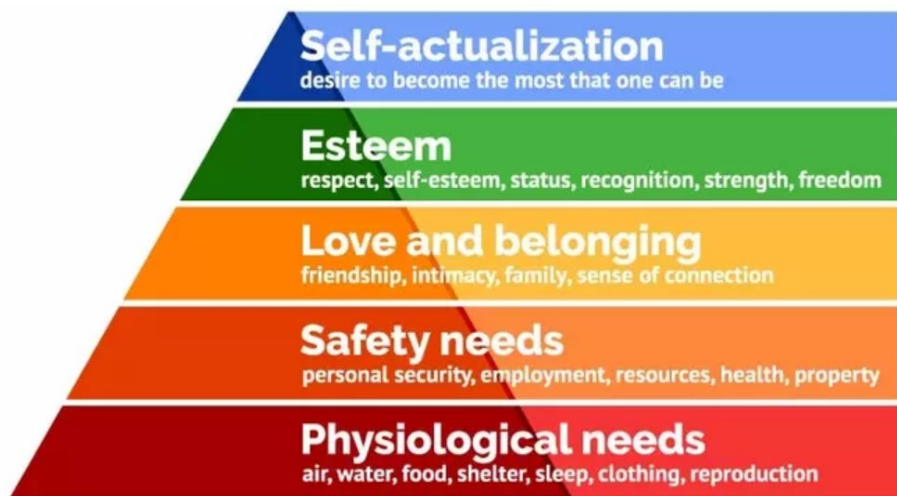 Self-actualization
desire to become the most that one can be
Esteem
respect, self-esteem, status, recognition, strength, freedom
Love and belonging
friendship, intimacy, family, sense of connection
Safety needs
personal security, employment, resources, health, property
Physiological needs
air, water, food, shelter, sleep, clothing, reproduction